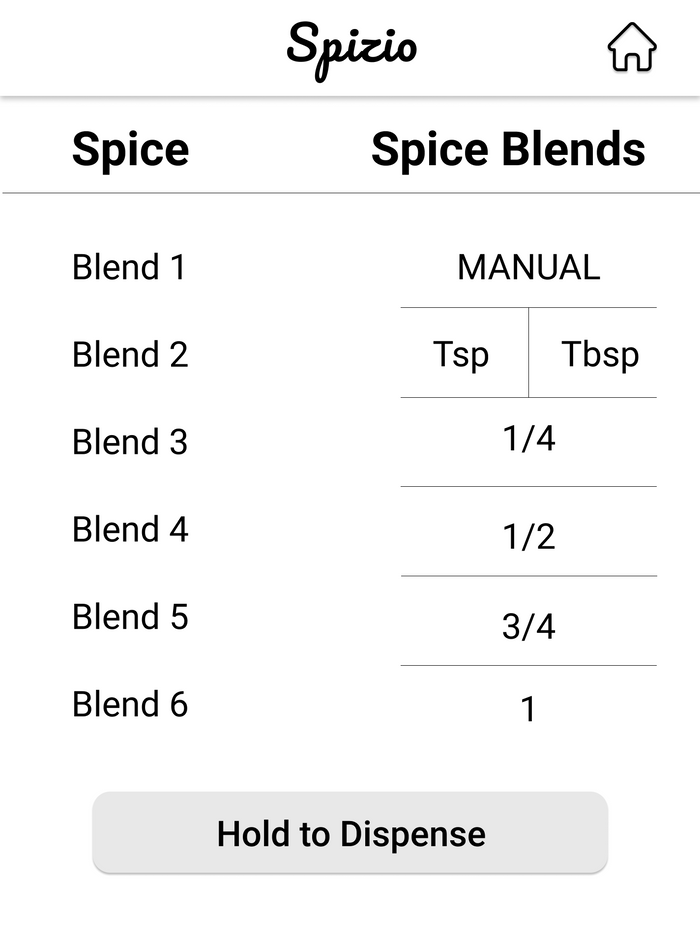 Spizio
Spice Spice Blends
Blend 1 MANUAL
Blend 2 Tsp Tbsp
Blend 3 1/4
Blend 4 1/2
Blend 5 3/4
Blend 6 1
Hold to Dispense